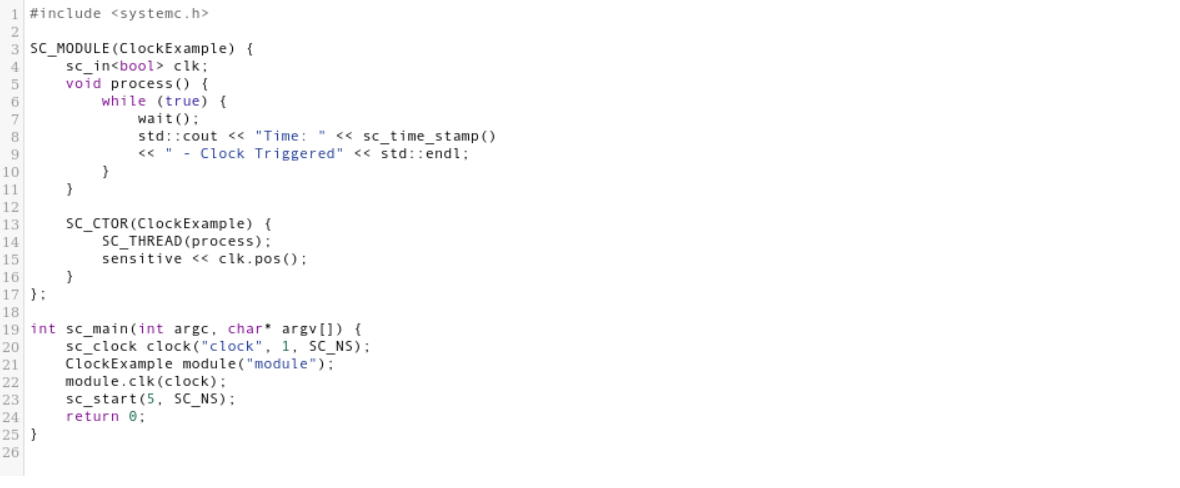 1 #include <systemc.h>
2
3 SC_MODULE(ClockExample) {
4     sc_in<bool> clk;
5     void process() {
6         while (true) {
7             wait();
8             std::cout << "Time: " << sc_time_stamp()
9             << " - Clock Triggered" << std::endl;
10         }
11     }
12
13     SC_CTOR(ClockExample) {
14         SC_THREAD(process);
15         sensitive << clk.pos();
16     }
17 };
18
19 int sc_main(int argc, char* argv[]) {
20     sc_clock clock("clock", 1, SC_NS);
21     ClockExample module("module");
22     module.clk(clock);
23     sc_start(5, SC_NS);
24     return 0;
25 }
26